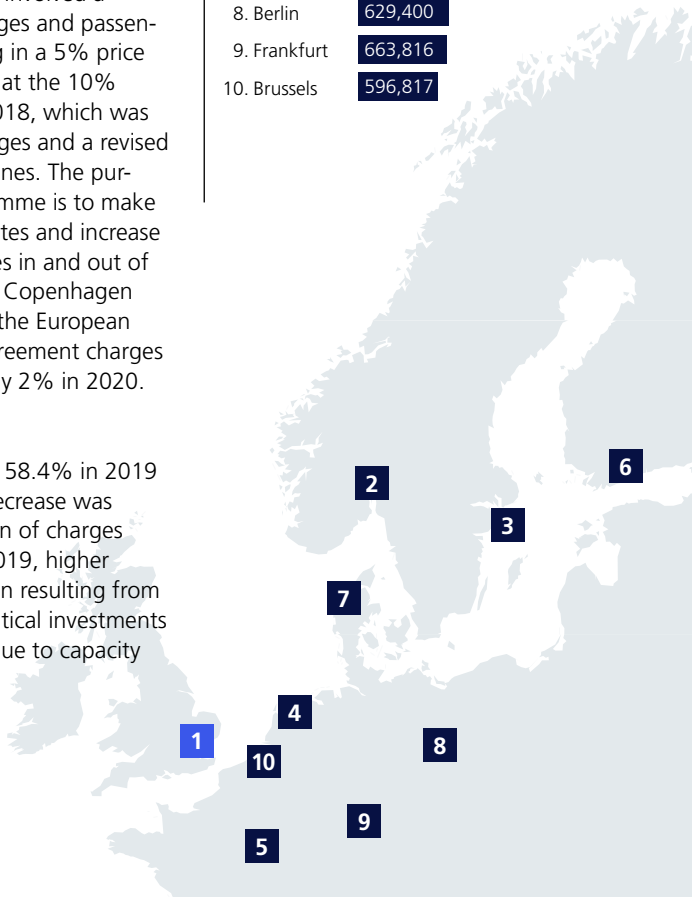 ges and passen-
g in a 5% price
at the 10%
018, which was
ges and a revised
nes. The pur-
mme is to make
tes and increase
es in and out of
Copenhagen
the European
reement charges
y 2% in 2020.
58.4% in 2019
ecrease was
n of charges
019, higher
n resulting from
tical investments
ue to capacity
8. Berlin 629,400
9. Frankfurt 663,816
10. Brussels 596,817
6
2
3
7
4
1
8
10
9
5